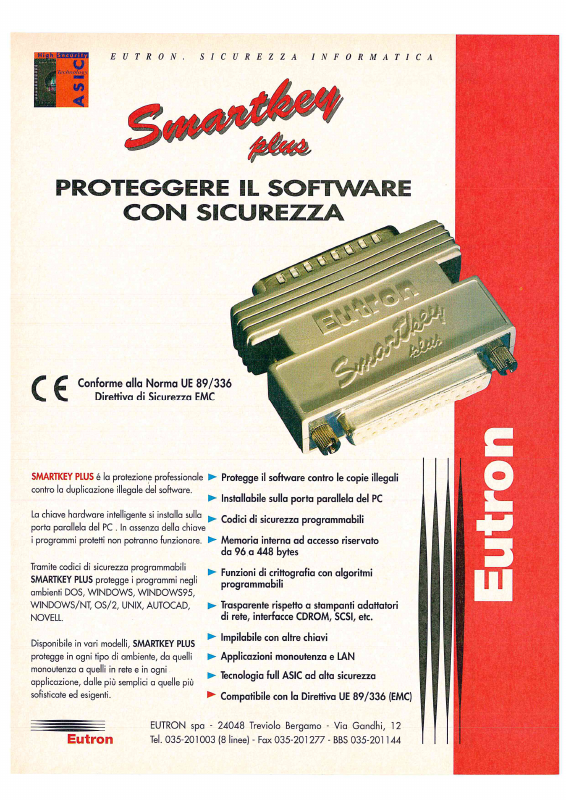 High Security
Tecnology
ASIC
EUTRON. SICUREZZA INFORMATICA
Smartkey
plus
PROTEGGERE IL SOFTWARE
CON SICUREZZA
Eutron
SmartKey
plus
CE Conforme alla Norma UE 89/336
Direttiva di Sicurezza EMC
SMARTKEY PLUS é la protezione professionale
contro la duplicazione illegale del software.
La chiave hardware intelligente si installa sulla
porta parallela del PC . In assenza della chiave
i programmi protetti non potranno funzionare.
Tramite codici di sicurezza programmabili
SMARTKEY PLUS protegge i programmi negli
ambienti DOS, WINDOWS, WINDOWS95,
WINDOWS/NT, OS/2, UNIX, AUTOCAD,
NOVELL.
Disponibile in vari modelli, SMARTKEY PLUS
protegge in ogni tipo di ambiente, da quelli
monoutenza a quelli in rete e in ogni
applicazione, dalle più semplici a quelle più
sofisticate ed esigenti.
Protegge il software contro le copie illegali
Installabile sulla porta parallela del PC
Codici di sicurezza programmabili
Memoria interna ad accesso riservato
da 96 a 448 bytes
Funzioni di crittografia con algoritmi
programmabili
Trasparente rispetto a stampanti adattatori
di rete, interfacce CDROM, SCSI, etc.
Impilabile con altre chiavi
Applicazioni monoutenza e LAN
Tecnologia full ASIC ad alta sicurezza
Compatibile con la Direttiva UE 89/336 (EMC)
Eutron
Eutron
EUTRON spa - 24048 Treviolo Bergamo - Via Gandhi, 12
Tel. 035-201003 (8 linee) - Fax 035-201277 - BBS 035-201144